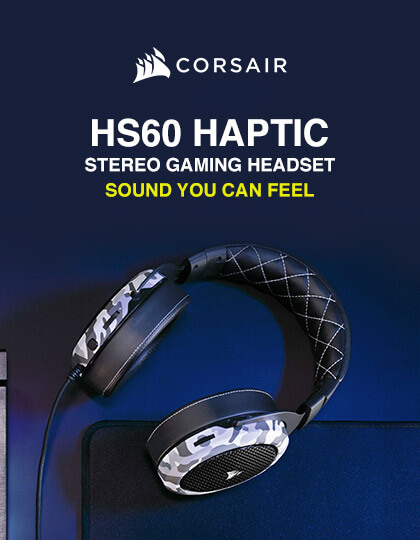 CORSAIR
HS60 HAPTIC
STEREO GAMING HEADSET
SOUND YOU CAN FEEL